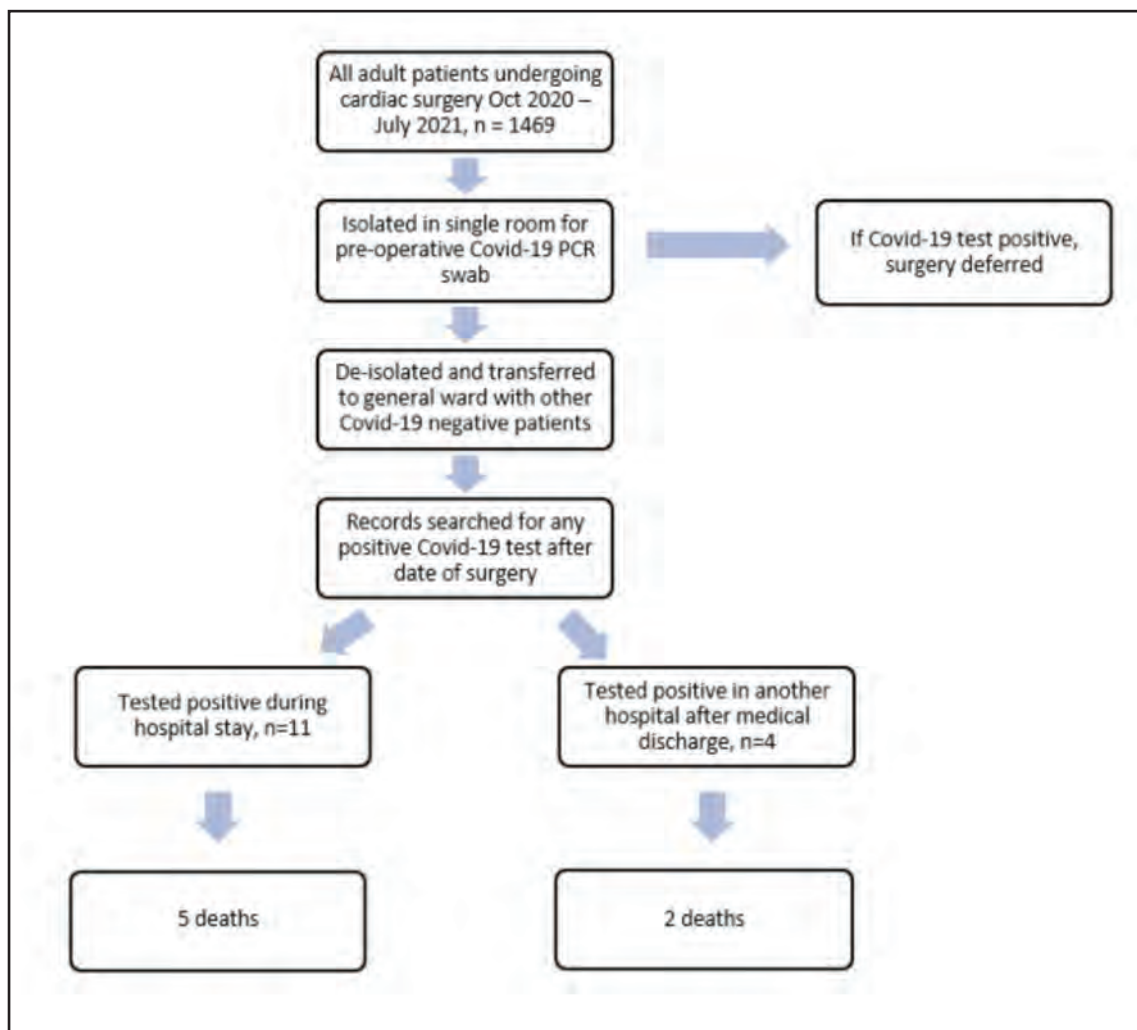 All adult patients undergoing
cardiac surgery Oct 2020 –
July 2021, n = 1469
Isolated in single room for
pre-operative Covid-19 PCR
swab
If Covid-19 test positive,
surgery deferred
De-isolated and transferred
to general ward with other
Covid-19 negative patients
Records searched for any
positive Covid-19 test after
date of surgery
Tested positive during
hospital stay, n=11
Tested positive in another
hospital after medical
discharge, n=4
5 deaths
2 deaths